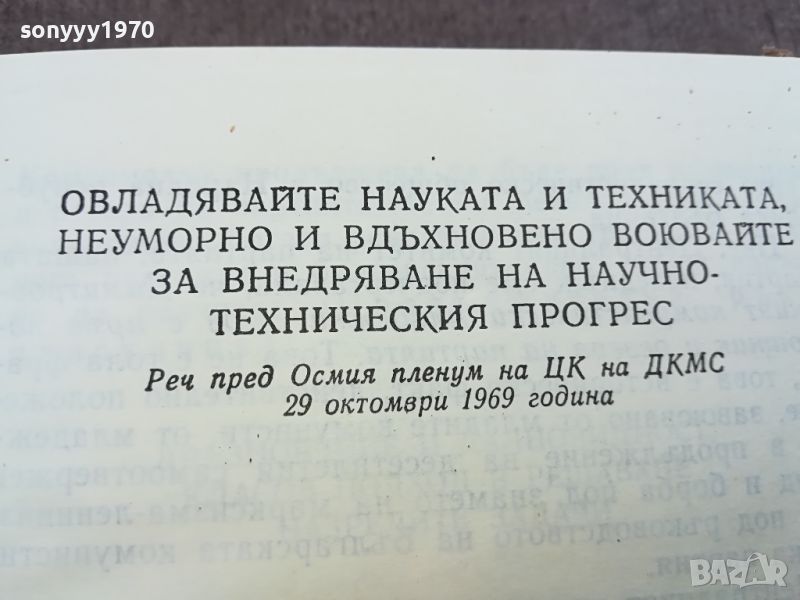 sonyyy1970
ОВЛАДЯВАЙТЕ НАУКАТА И ТЕХНИКАТА,
НЕУМОРНО И ВДЪХНОВЕНО ВОЮВАЙТЕ
ЗА ВНЕДРЯВАНЕ НА НАУЧНО-
ТЕХНИЧЕСКИЯ ПРОГРЕС
Реч пред Осмия пленум на ЦК на ДКМС
29 октомври 1969 година
BAZAR